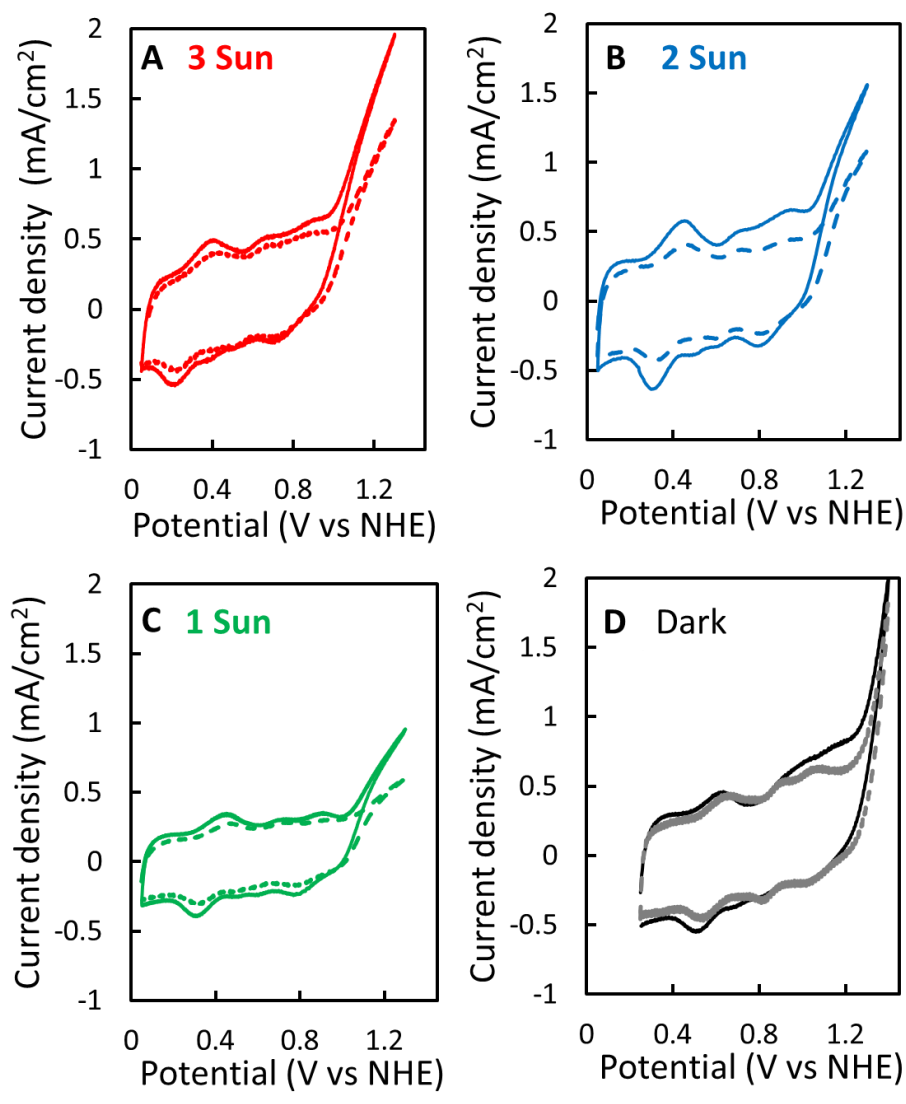 A 3 Sun
2
1.5
1
0.5
0
-0.5
-1
Current density (mA/cm²)
0 0.4 0.8 1.2
Potential (V vs NHE)
B 2 Sun
2
1.5
1
0.5
0
-0.5
-1
Current density (mA/cm²)
0 0.4 0.8 1.2
Potential (V vs NHE)
C 1 Sun
2
1.5
1
0.5
0
-0.5
-1
Current density (mA/cm²)
0 0.4 0.8 1.2
Potential (V vs NHE)
D Dark
2
1.5
1
0.5
0
-0.5
-1
Current density (mA/cm²)
0 0.4 0.8 1.2
Potential (V vs NHE)